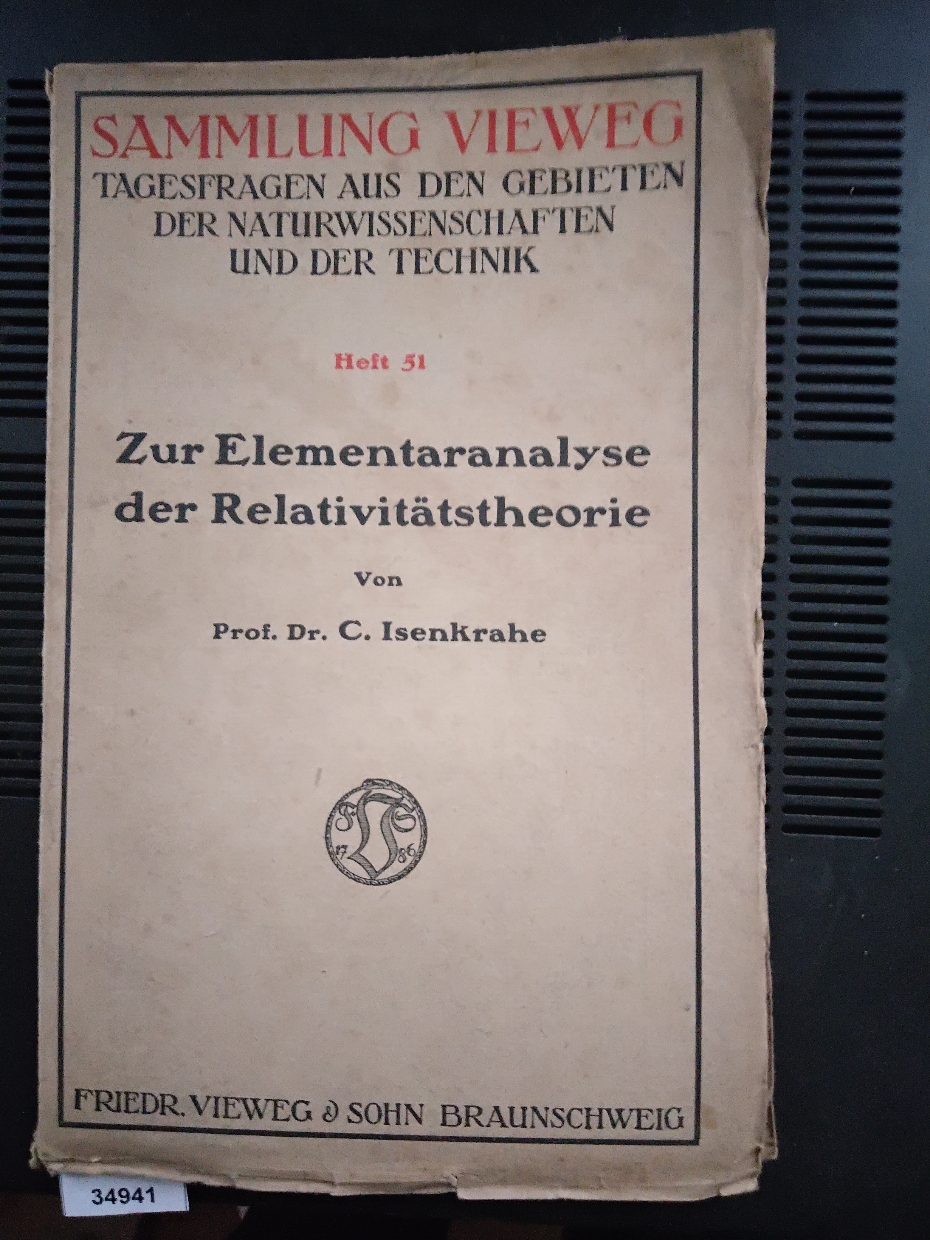 SAMMLUNG VIEWEG
TAGESFRAGEN AUS DEN GEBIETEN
DER NATURWISSENSCHAFTEN
UND DER TECHNIK
Heft 51
Zur Elementaranalyse
der Relativitätstheorie
Von
Prof. Dr. C. Isenkrahe
F V S
17 86
FRIEDR. VIEWEG & SOHN BRAUNSCHWEIG
34941